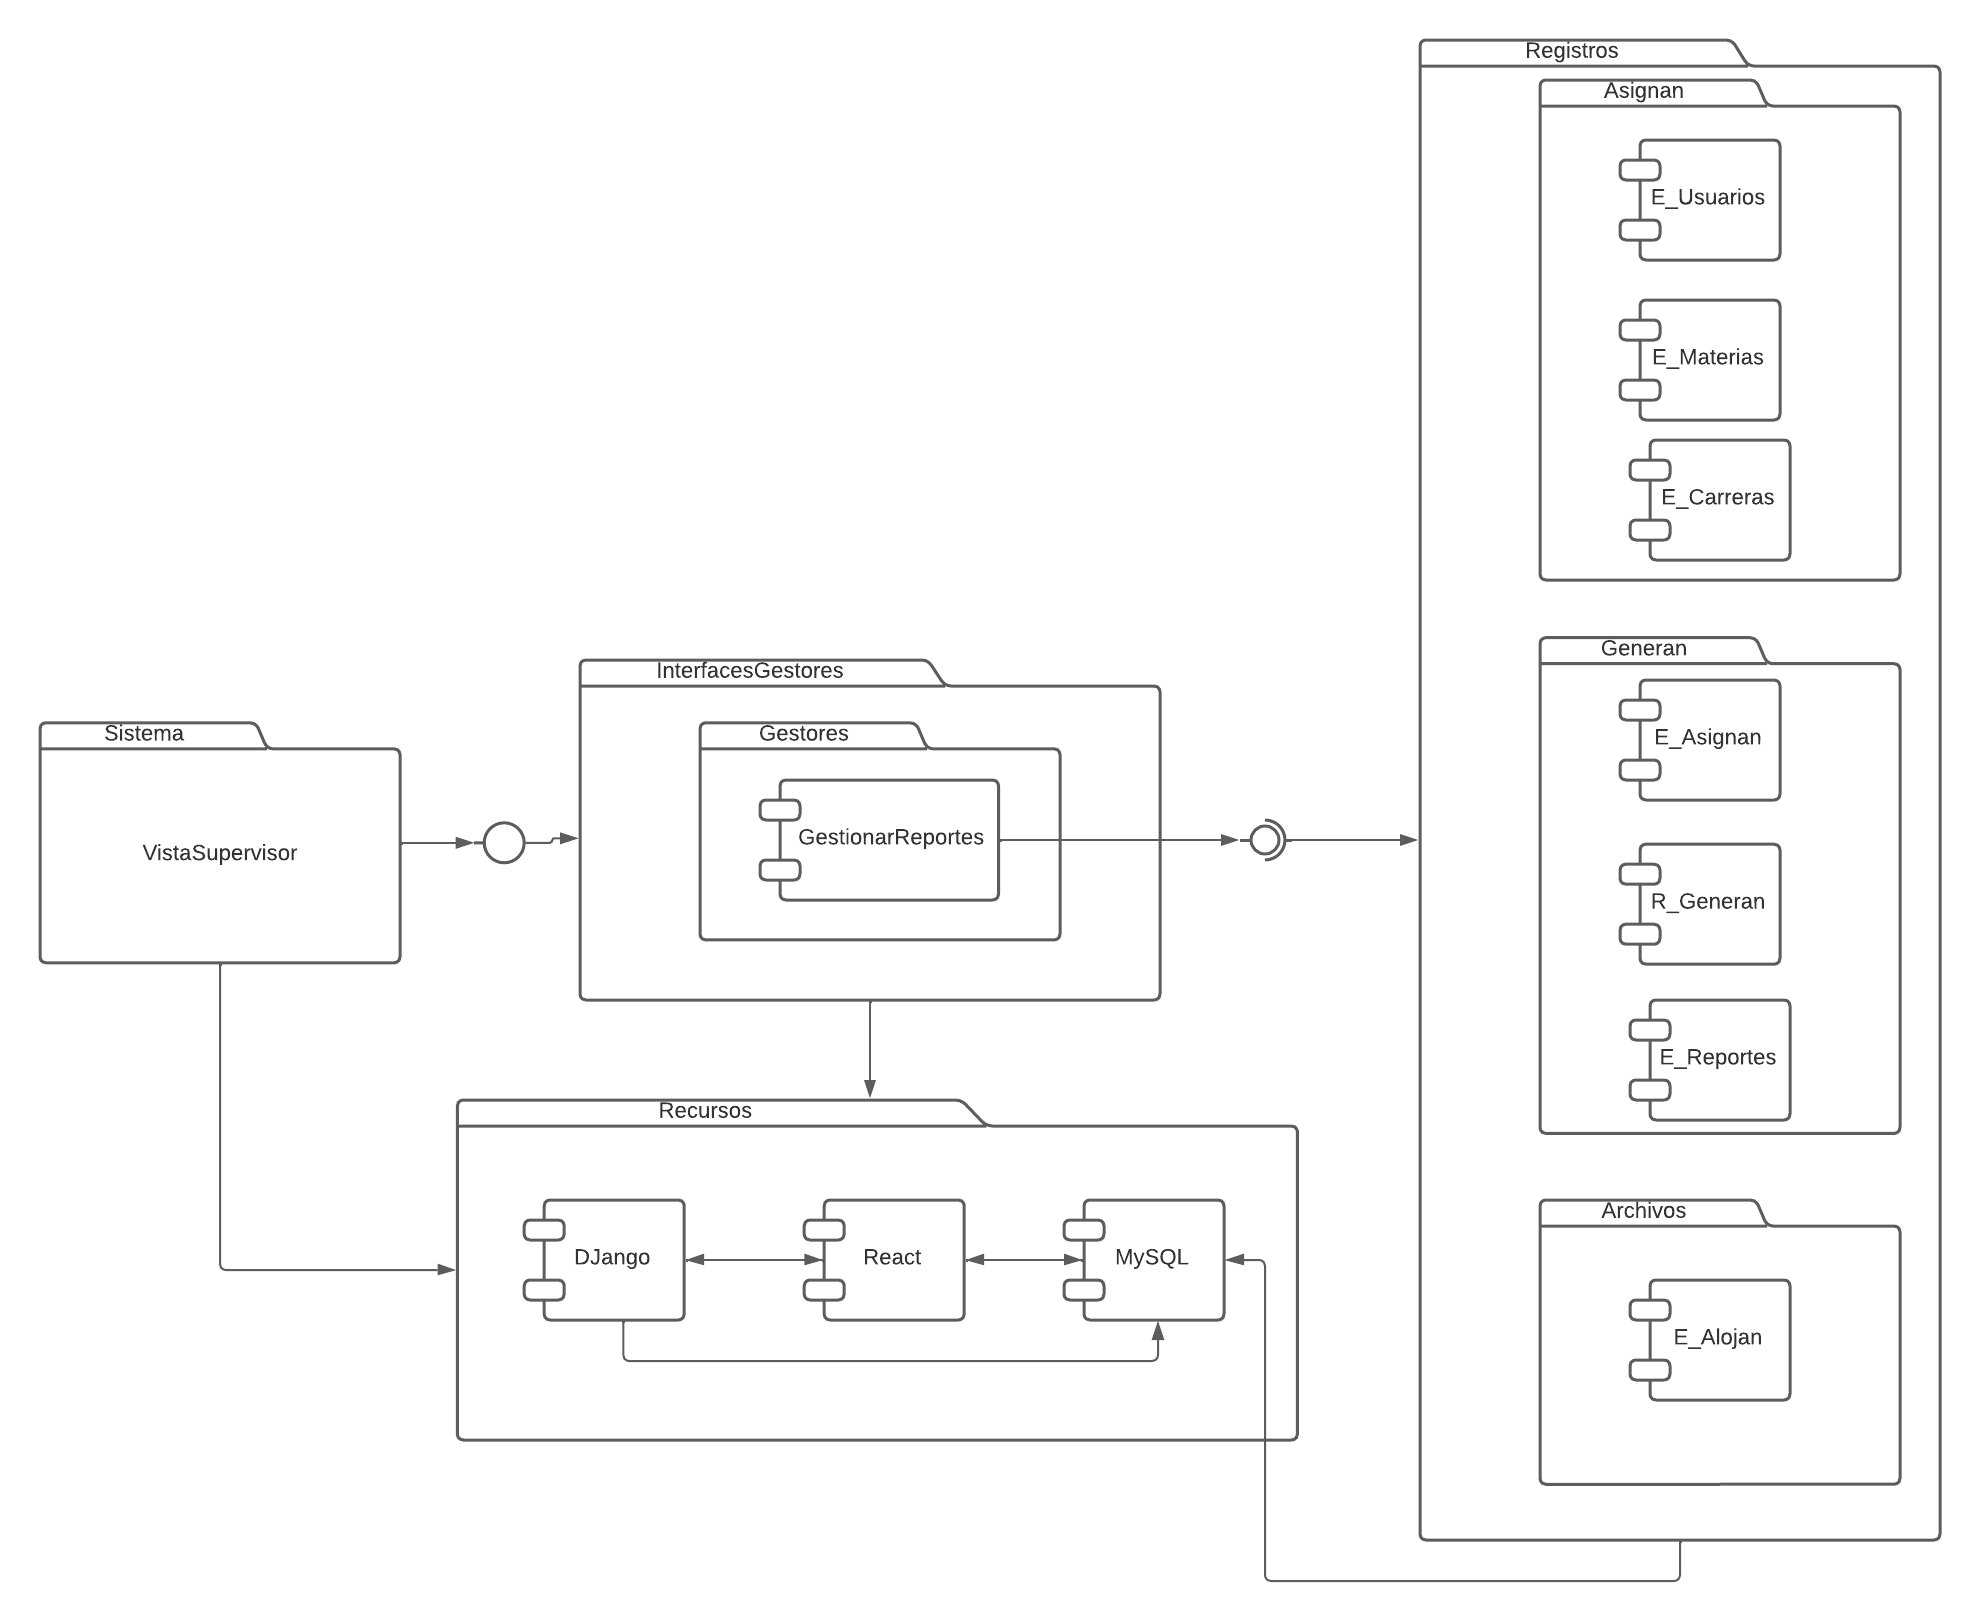 Registros
Asignan
E_Usuarios
E_Materias
E_Carreras
Generan
E_Asignan
R_Generan
E_Reportes
Archivos
E_Alojan
InterfacesGestores
Gestores
GestionarReportes
Sistema
VistaSupervisor
Recursos
DJango
React
MySQL